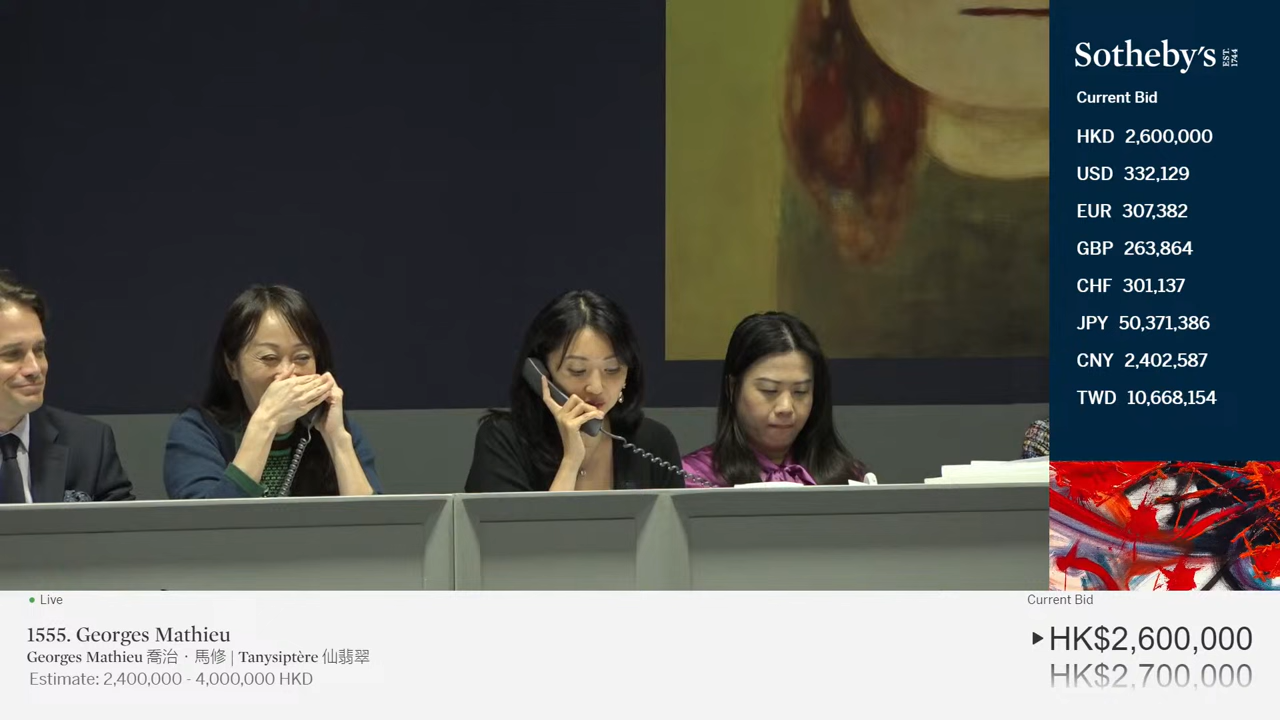 Sotheby's EST. 1744
Current Bid
HKD 2,600,000
USD 332,129
EUR 307,382
GBP 263,864
CHF 301,137
JPY 50,371,386
CNY 2,402,587
TWD 10,668,154
Live
1555. Georges Mathieu
Georges Mathieu 喬治・馬修 | Tanysiptère 仙翡翠
Estimate: 2,400,000 - 4,000,000 HKD
Current Bid
HK$2,600,000
HK$2,700,000